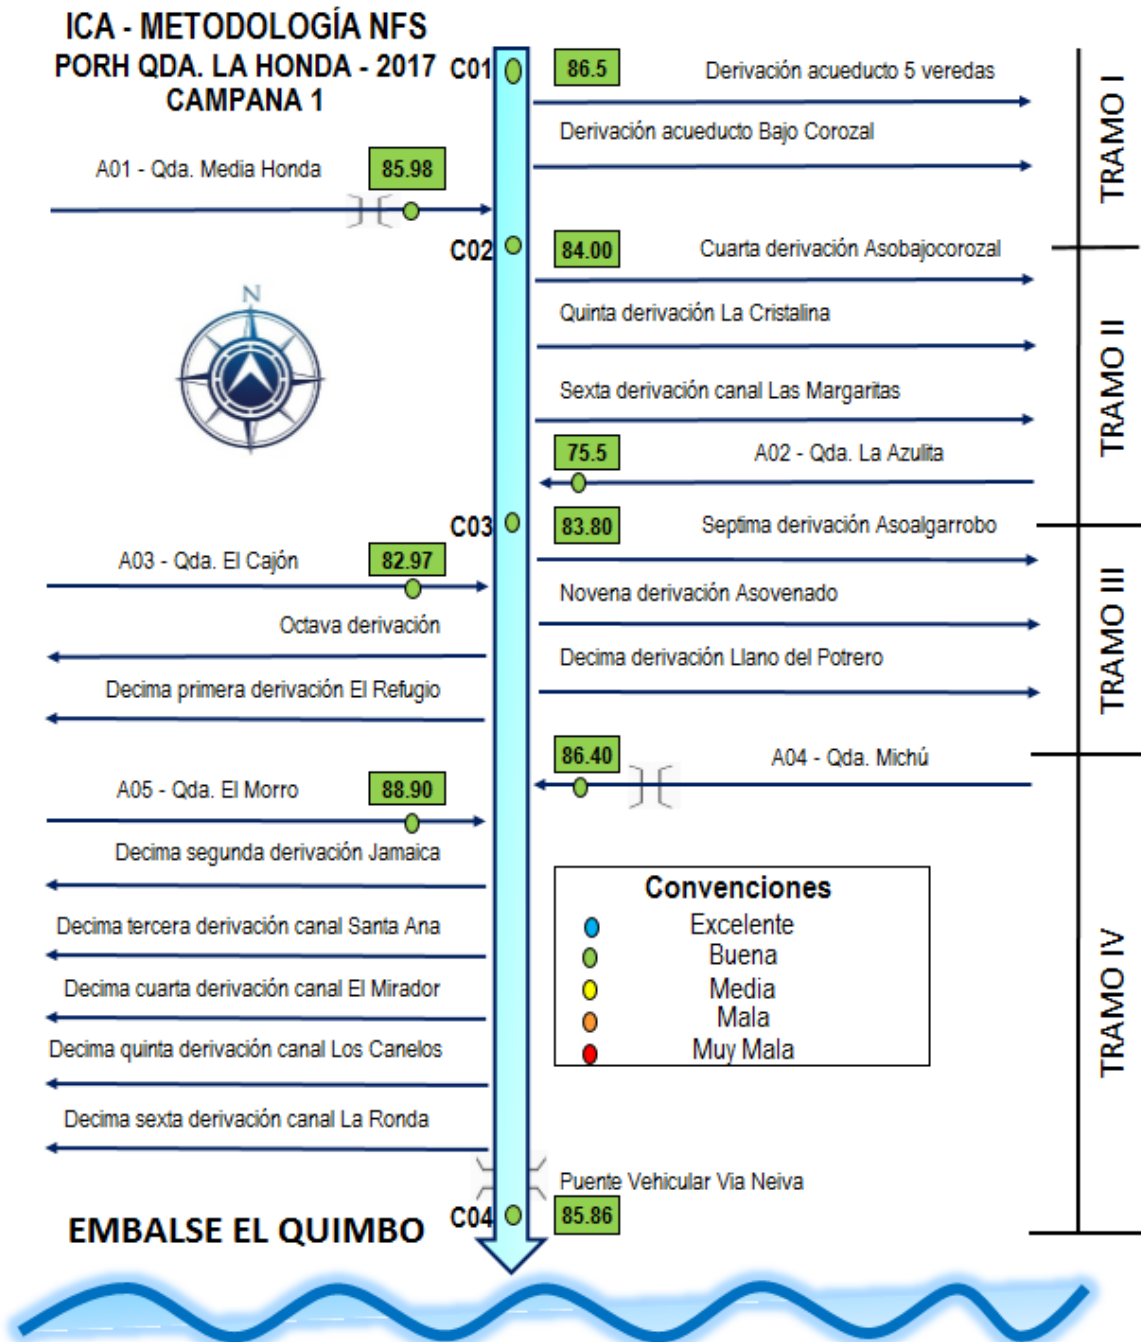 ICA - METODOLOGÍA NFS
PORH QDA. LA HONDA - 2017
CAMPANA 1
C01
86.5
Derivación acueducto 5 veredas
Derivación acueducto Bajo Corozal
A01 - Qda. Media Honda
85.98
TRAMO I
C02
84.00
Cuarta derivación Asobajocorozal
N
Quinta derivación La Cristalina
Sexta derivación canal Las Margaritas
75.5
A02 - Qda. La Azulita
TRAMO II
C03
83.80
Septima derivación Asoalgarrobo
A03 - Qda. El Cajón
82.97
Novena derivación Asovenado
Octava derivación
Decima derivación Llano del Potrero
Decima primera derivación El Refugio
TRAMO III
86.40
A04 - Qda. Michú
A05 - Qda. El Morro
88.90
Decima segunda derivación Jamaica
Convenciones
Excelente
Buena
Media
Mala
Muy Mala
Decima tercera derivación canal Santa Ana
Decima cuarta derivación canal El Mirador
Decima quinta derivación canal Los Canelos
Decima sexta derivación canal La Ronda
TRAMO IV
Puente Vehicular Via Neiva
C04
85.86
EMBALSE EL QUIMBO